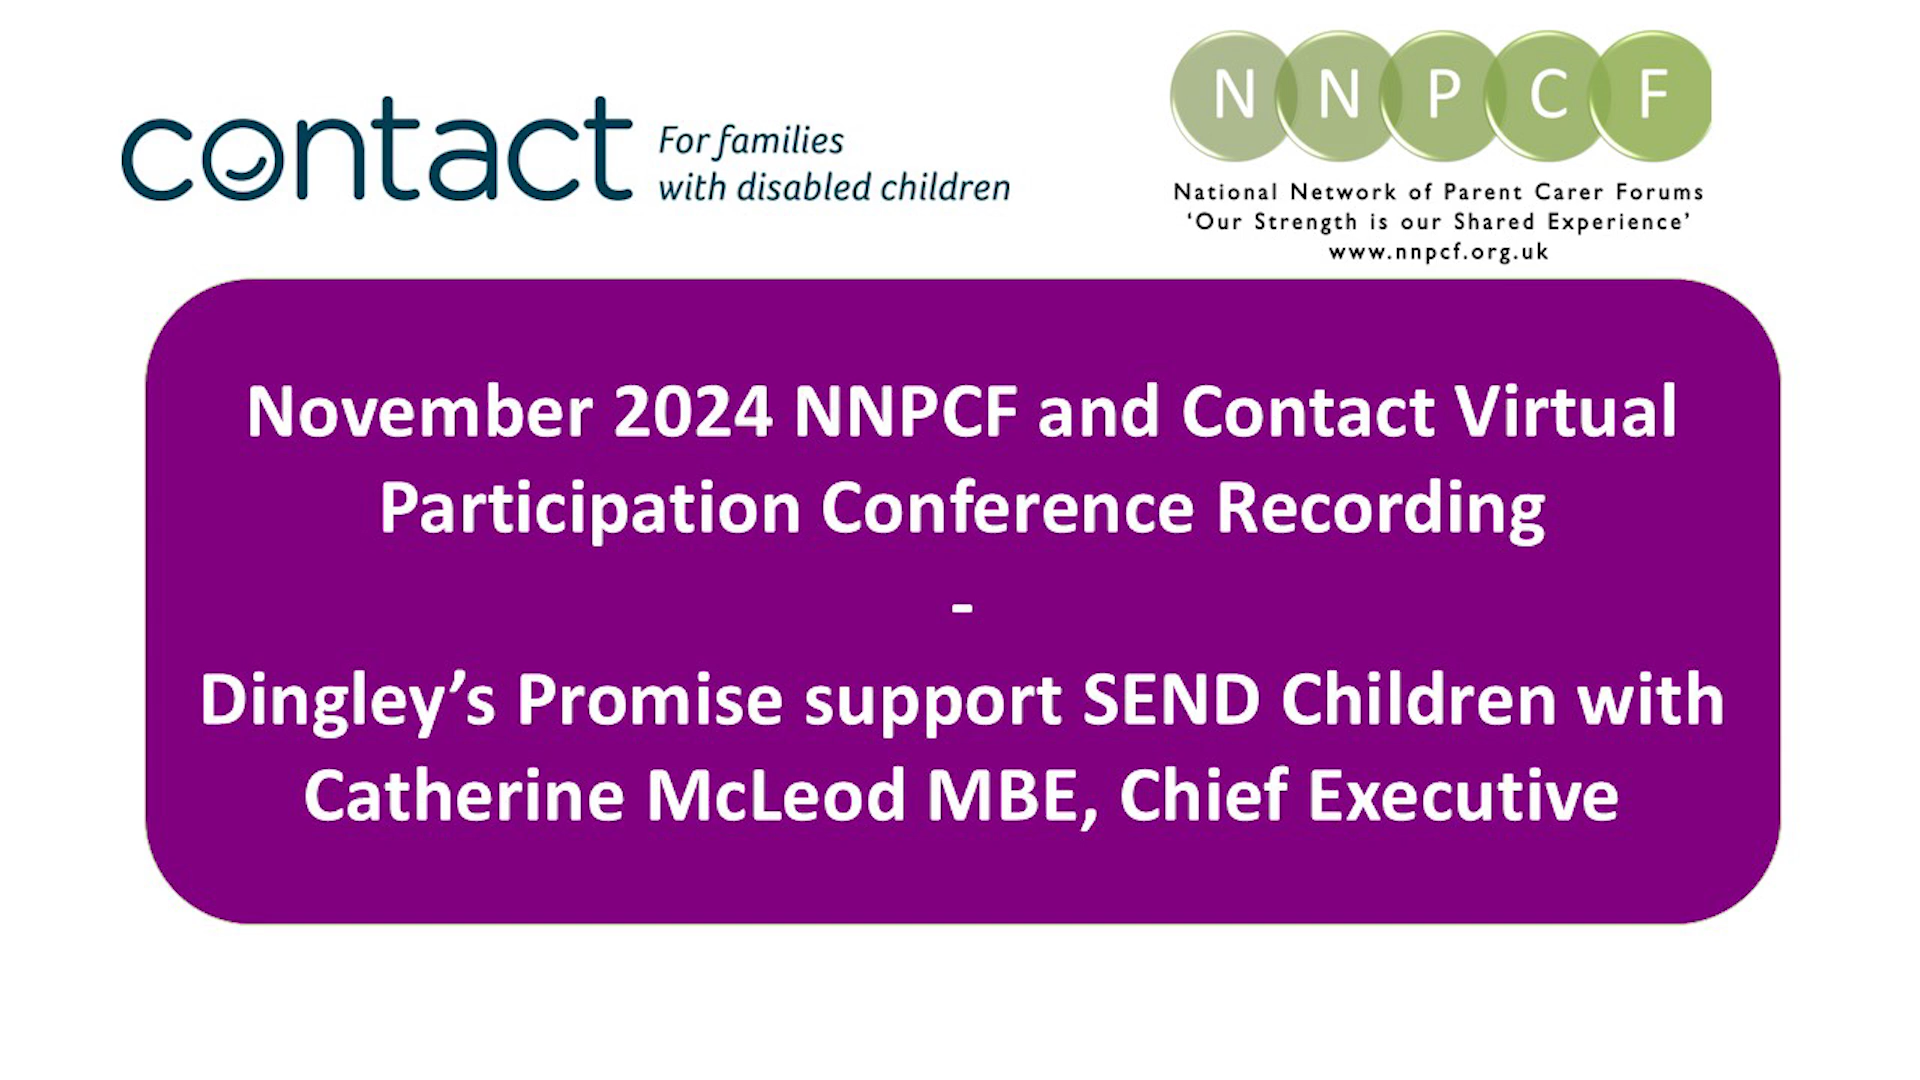 contact
For families
with disabled children
N N P C F
National Network of Parent Carer Forums
‘Our Strength is our Shared Experience’
www.nnpcf.org.uk
November 2024 NNPCF and Contact Virtual
Participation Conference Recording
-
Dingley’s Promise support SEND Children with
Catherine McLeod MBE, Chief Executive